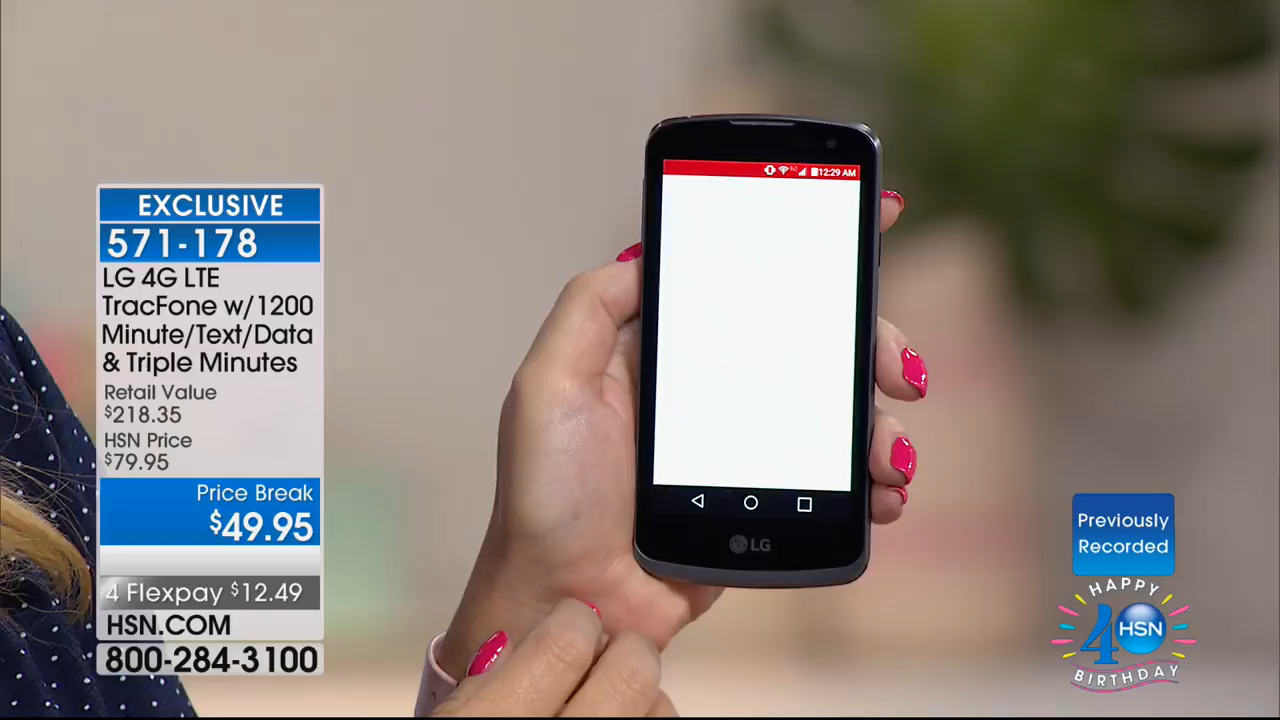 EXCLUSIVE
571-178
LG 4G LTE
TracFone w/1200
Minute/Text/Data
& Triple Minutes
Retail Value
$218.35
HSN Price
$79.95
Price Break
$49.95
4 Flexpay $12.49
HSN.COM
800-284-3100
12:29 AM
LG
Previously
Recorded
HAPPY
40
HSN
BIRTHDAY